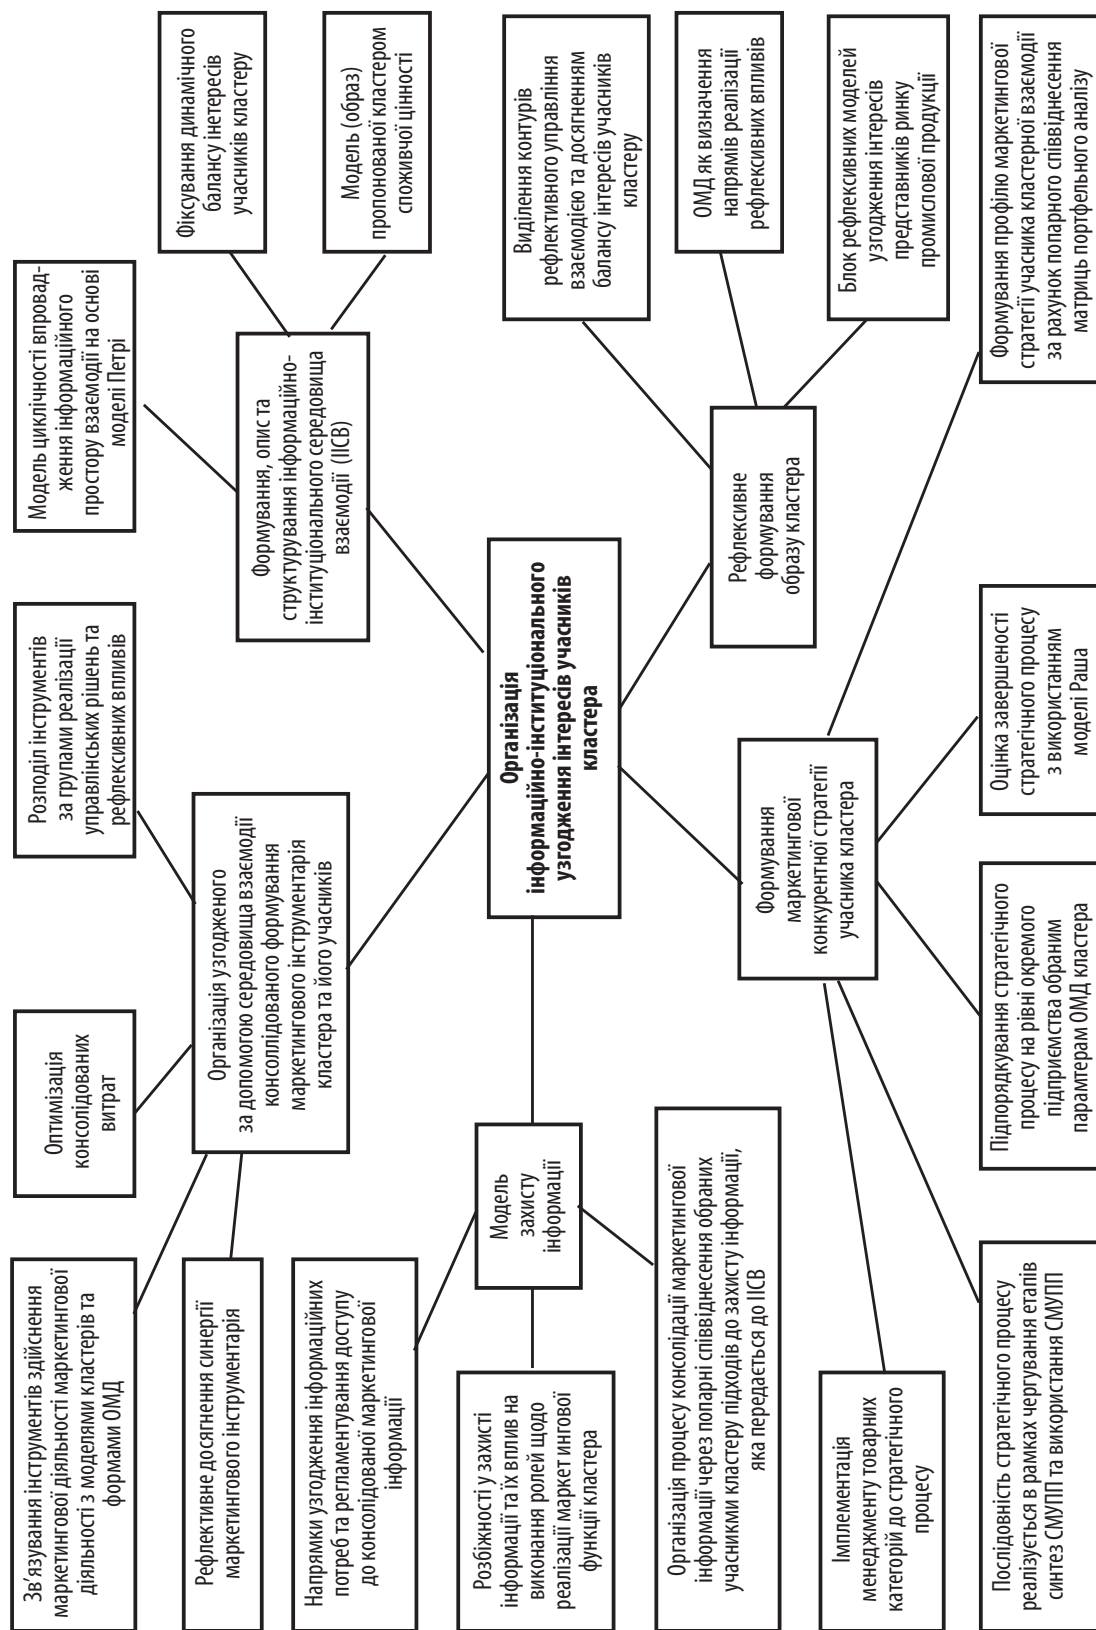 Зв'язування інструментів здійснення
маркетингової діяльності маркетингової
діяльності з моделями кластерів та
формами ОМД
Оптимізація
консолідованих
витрат
Розподіл інструментів
за групами реалізації
управлінських рішень та
рефлексивних впливів
Модель циклічності впровад-
ження інформаційного
простору взаємодії на основі
моделі Петрі
Рефлективне досягнення синергії
маркетингового інструментарія
Організація узгодженого
за допомогою середовища взаємодії
консоллідованого формування
маркетингового інструментарія
кластера та його учасників
Формування, опис та
структурування інформаційно-
інституціонального середовища
взаємодії (ІІСВ)
Фіксування динамічного
балансу інетересів
учасників кластеру
Модель (образ)
пропонованої кластером
споживчої цінності
Напрямки узгодження інформаційних
потреб та регламентування доступу
до консолідованої маркетингової
інформації
Розбіжності у захисті
інформації та їх вплив на
виконання ролей щодо
реалізації маркет ингової
функції кластера
Модель
захисту
інформації
Організація
інформаційно-інституціонального
узгодження інтересів учасників
кластера
Виділення контурів
рефлективного управління
взаємодією та досягненням
балансу інтересів учасників
кластеру
Організація процесу консолідації маркетингової
інформації через попарні співвіднесення обраних
учасникими кластеру підходів до захисту інформації,
яка передається до ІІСВ
ОМД як визначення
напрямів реалізації
рефлексивних впливів
Рефлексивне
формування
образу кластера
Блок рефлексивних моделей
узгодження інтересів
представників ринку
промислової продукції
Імплементація
менеджменту товарних
категорій до стратегічного
процесу
Формування
маркетингової
конкурентної стратегії
учасника кластера
Послідовність стратегічного процесу
реалізується в рамках чергування етапів
синтез СМУПП та використання СМУПП
Підпорядкування стратегічного
процесу на рівні окремого
підприємства обраним
парамтерам ОМД кластера
Оцінка завершеності
стратегічного процесу
з використанням
моделі Раша
Формування профілю маркетингової
стратегії учасника кластерної взаємодії
за рахунок попарного співвіднесення
матриць портфельного аналізу